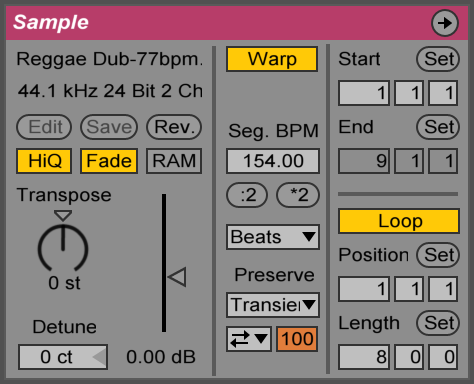 Sample
Reggae Dub-77bpm.
44.1 kHz 24 Bit 2 Ch
Edit Save Rev.
HiQ Fade RAM
Transpose
0 st
Detune
0 ct 0.00 dB
Warp
Seg. BPM
154.00
:2 *2
Beats
Preserve
Transie
100
Start Set
1 1 1
End Set
9 1 1
Loop
Position Set
1 1 1
Length Set
8 0 0